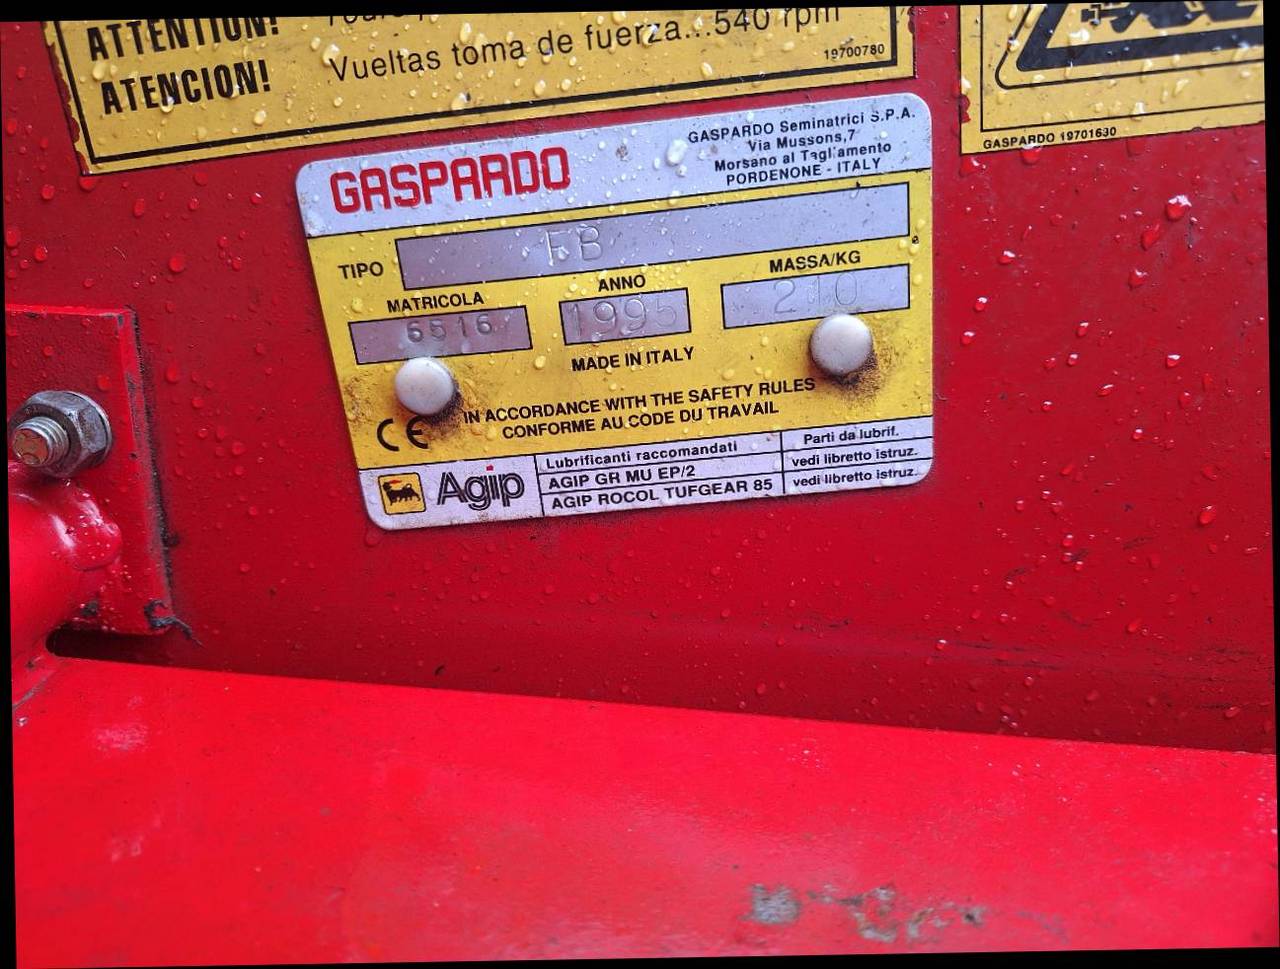 ATTENTION!
ATENCION!
Vueltas toma de fuerza...540 rpm
19700780
GASPARDO 19701630
GASPARDO
GASPARDO Seminatrici S.P.A.
Via Mussons,7
Morsano al Tagliamento
PORDENONE - ITALY
TIPO FB
MATRICOLA ANNO MASSA/KG
6516 1995 210
MADE IN ITALY
IN ACCORDANCE WITH THE SAFETY RULES
CONFORME AU CODE DU TRAVAIL
CE
Agip
Lubrificanti raccomandati Parti da lubrif.
AGIP GR MU EP/2 vedi libretto istruz.
AGIP ROCOL TUFGEAR 85 vedi libretto istruz.